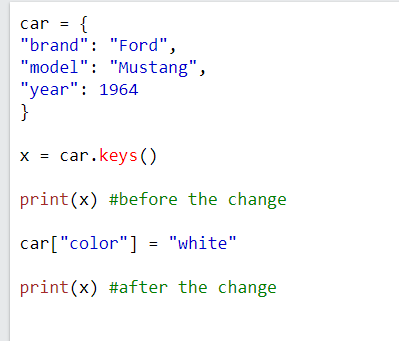 car = {
"brand": "Ford",
"model": "Mustang",
"year": 1964
}
x = car.keys()
print(x) #before the change
car["color"] = "white"
print(x) #after the change